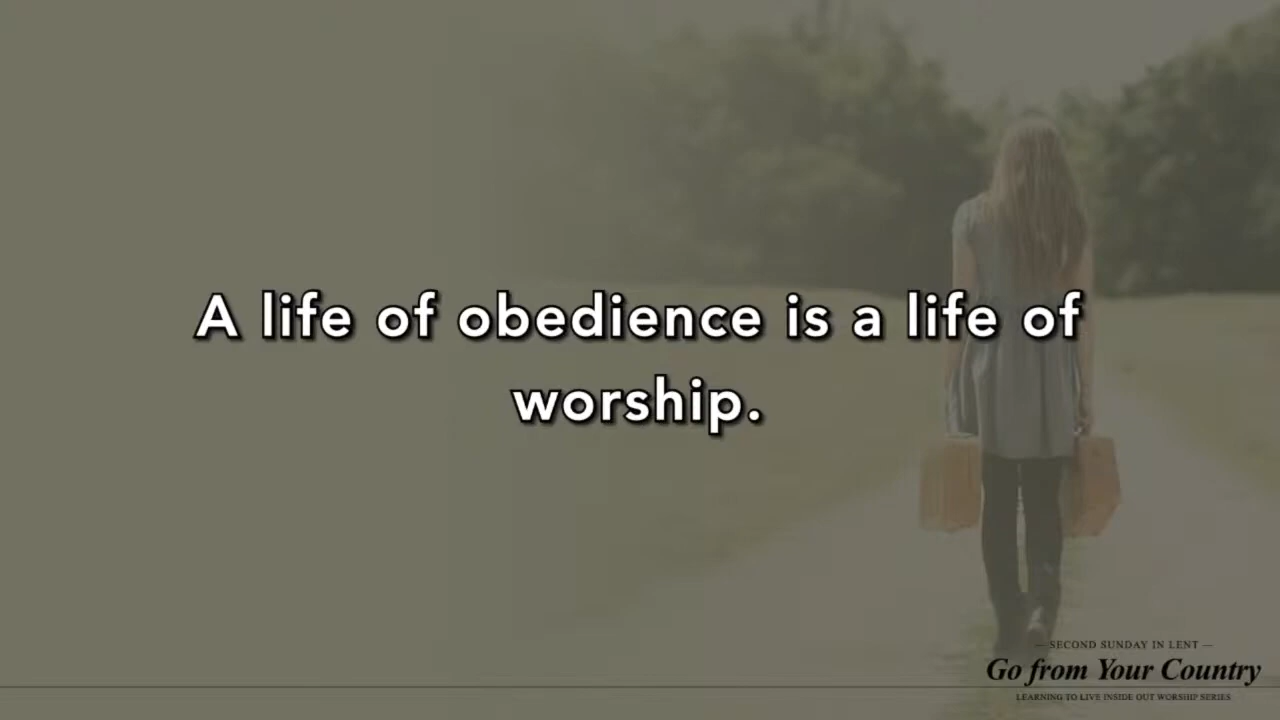 A life of obedience is a life of
worship.
— SECOND SUNDAY IN LENT —
Go from Your Country
LEARNING TO LIVE INSIDE OUT WORSHIP SERIES